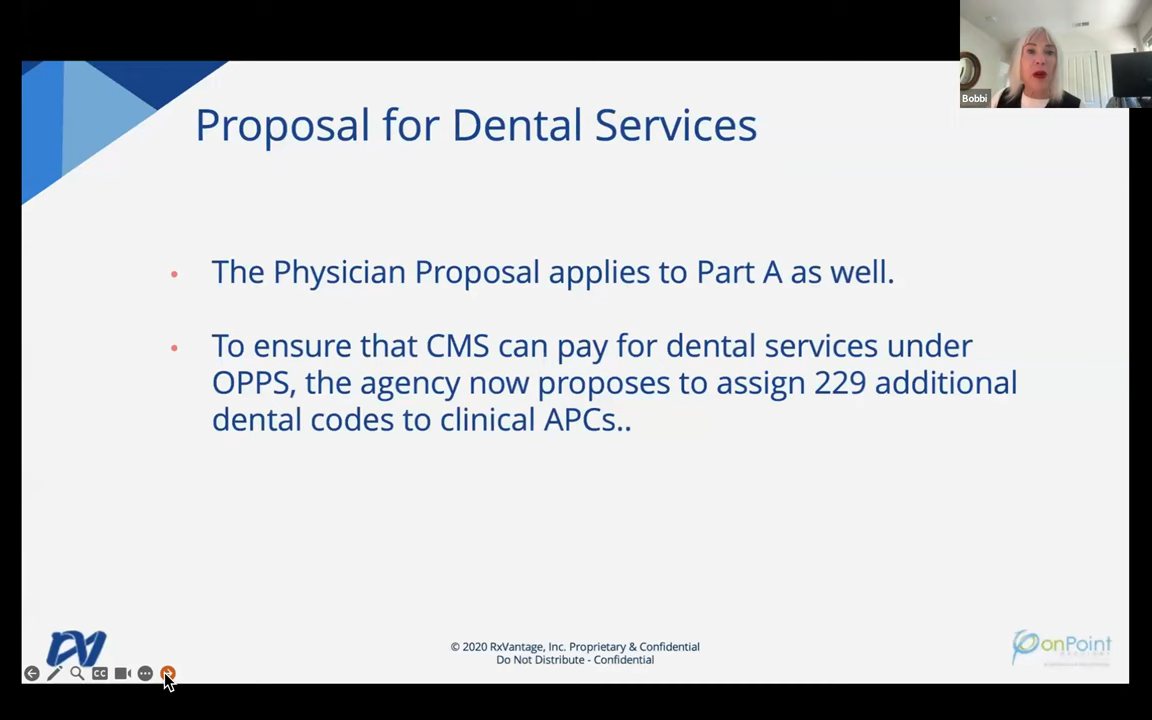 Bobbi
Proposal for Dental Services
• The Physician Proposal applies to Part A as well.
• To ensure that CMS can pay for dental services under
OPPS, the agency now proposes to assign 229 additional
dental codes to clinical APCs..
© 2020 RxVantage, Inc. Proprietary & Confidential
Do Not Distribute - Confidential
onPoint
CC